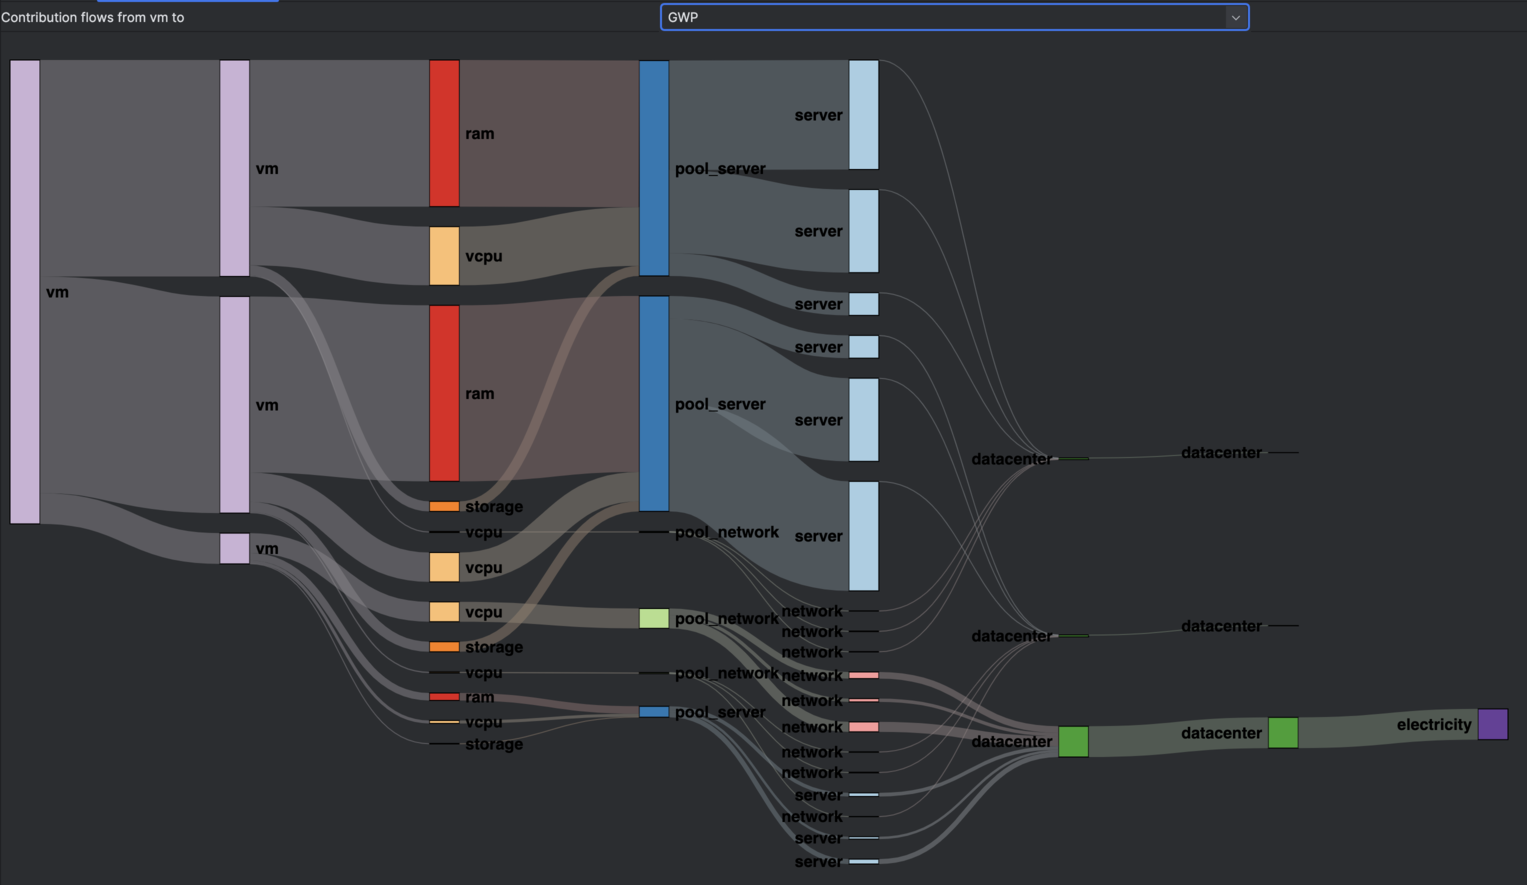 Contribution flows from vm to
GWP
vm
vm
vm
vm
ram
vcpu
ram
storage
vcpu
vcpu
vcpu
storage
vcpu
ram
vcpu
storage
pool_server
pool_server
pool_network
pool_network
pool_network
pool_server
server
server
server
server
server
server
network
network
network
network
network
network
network
network
server
network
server
server
datacenter
datacenter
datacenter
datacenter
datacenter
datacenter
electricity